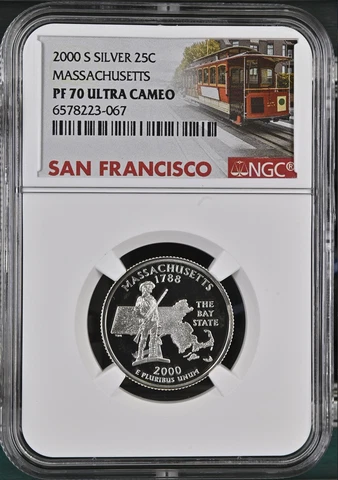 2000 S SILVER 25C
MASSACHUSETTS
PF 70 ULTRA CAMEO
6578223-067
SAN FRANCISCO NGC®
MASSACHUSETTS
1788
THE
BAY
STATE
2000
E PLURIBUS UNUM